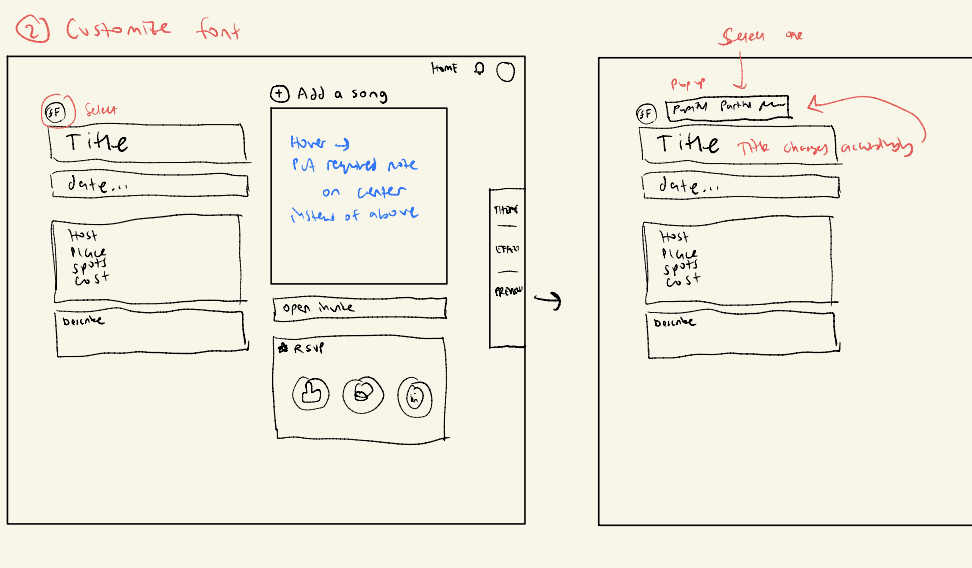 2 Customize font
HOME
Select
Title
date...
Host
Place
Spots
Cost
Describe
+ Add a song
Hover →
Put required note
on center
instead of above
open invite
RSVP
THEME
EFFECT
PREVIEW
Select one
Popup
Title Title changes accordingly
date...
Host
Place
Spots
Cost
Describe